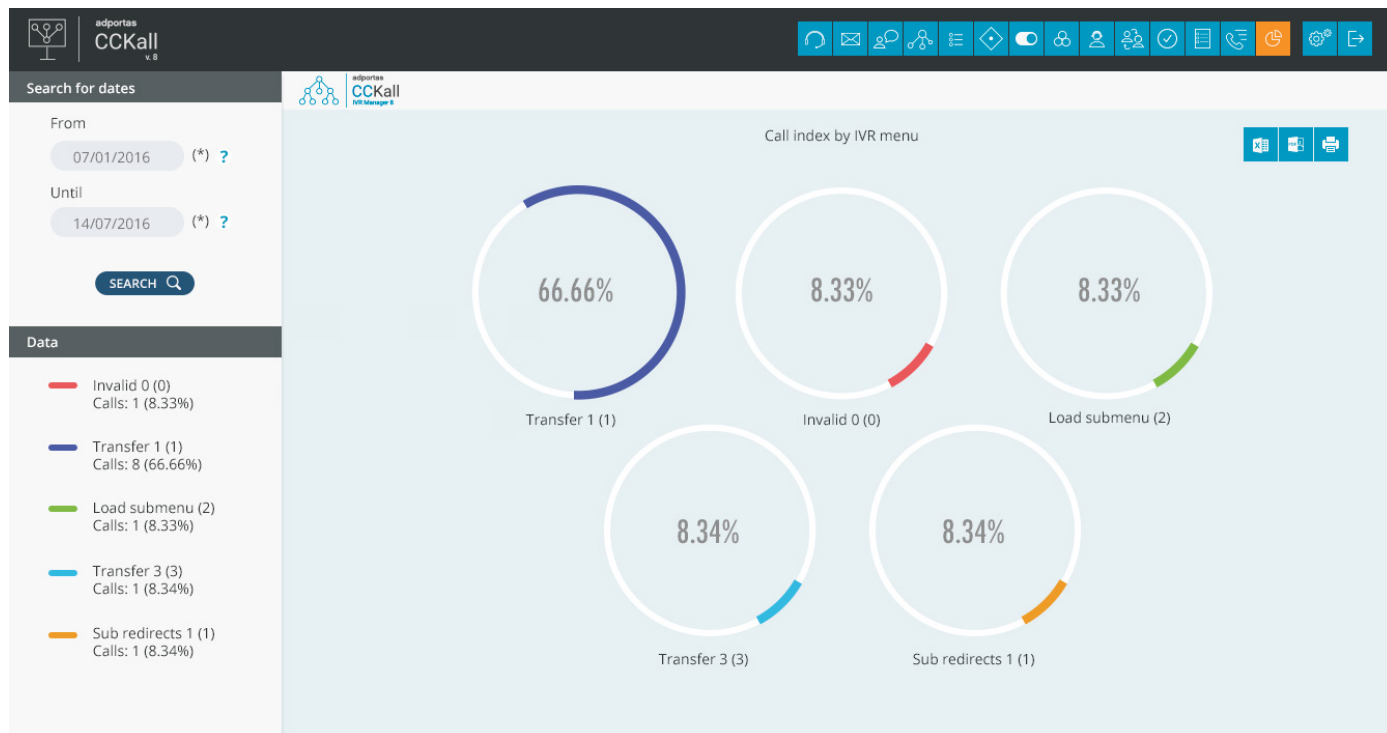 adportas
CCKall
v. 8
Search for dates
adportas
CCKall
IVR Manager 8
From
07/01/2016 (*) ?
Until
14/07/2016 (*) ?
SEARCH
Data
Invalid 0 (0)
Calls: 1 (8.33%)
Transfer 1 (1)
Calls: 8 (66.66%)
Load submenu (2)
Calls: 1 (8.33%)
Transfer 3 (3)
Calls: 1 (8.34%)
Sub redirects 1 (1)
Calls: 1 (8.34%)
Call index by IVR menu
66.66%
8.33%
8.33%
Transfer 1 (1)
Invalid 0 (0)
Load submenu (2)
8.34%
8.34%
Transfer 3 (3)
Sub redirects 1 (1)